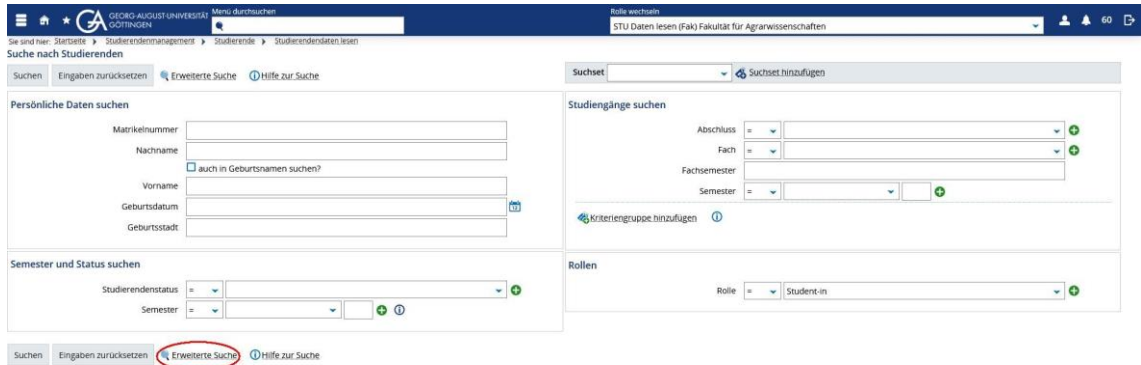 GEORG-AUGUST-UNIVERSITÄT
GÖTTINGEN
Menü durchsuchen
Rolle wechseln
STU Daten lesen (Fak) Fakultät für Agrarwissenschaften
60
Sie sind hier: Startseite Studierendenmanagement Studierende Studierendendaten lesen
Suche nach Studierenden
Suchen Eingaben zurücksetzen Erweiterte Suche Hilfe zur Suche
Suchset Suchset hinzufügen
Persönliche Daten suchen
Matrikelnummer
Nachname
auch in Geburtsnamen suchen?
Vorname
Geburtsdatum 12
Geburtsstadt
Studiengänge suchen
Abschluss =
Fach =
Fachsemester
Semester =
Kriteriengruppe hinzufügen
Semester und Status suchen
Studierendenstatus =
Semester =
Rollen
Rolle = Student-in
Suchen Eingaben zurücksetzen Erweiterte Suche Hilfe zur Suche